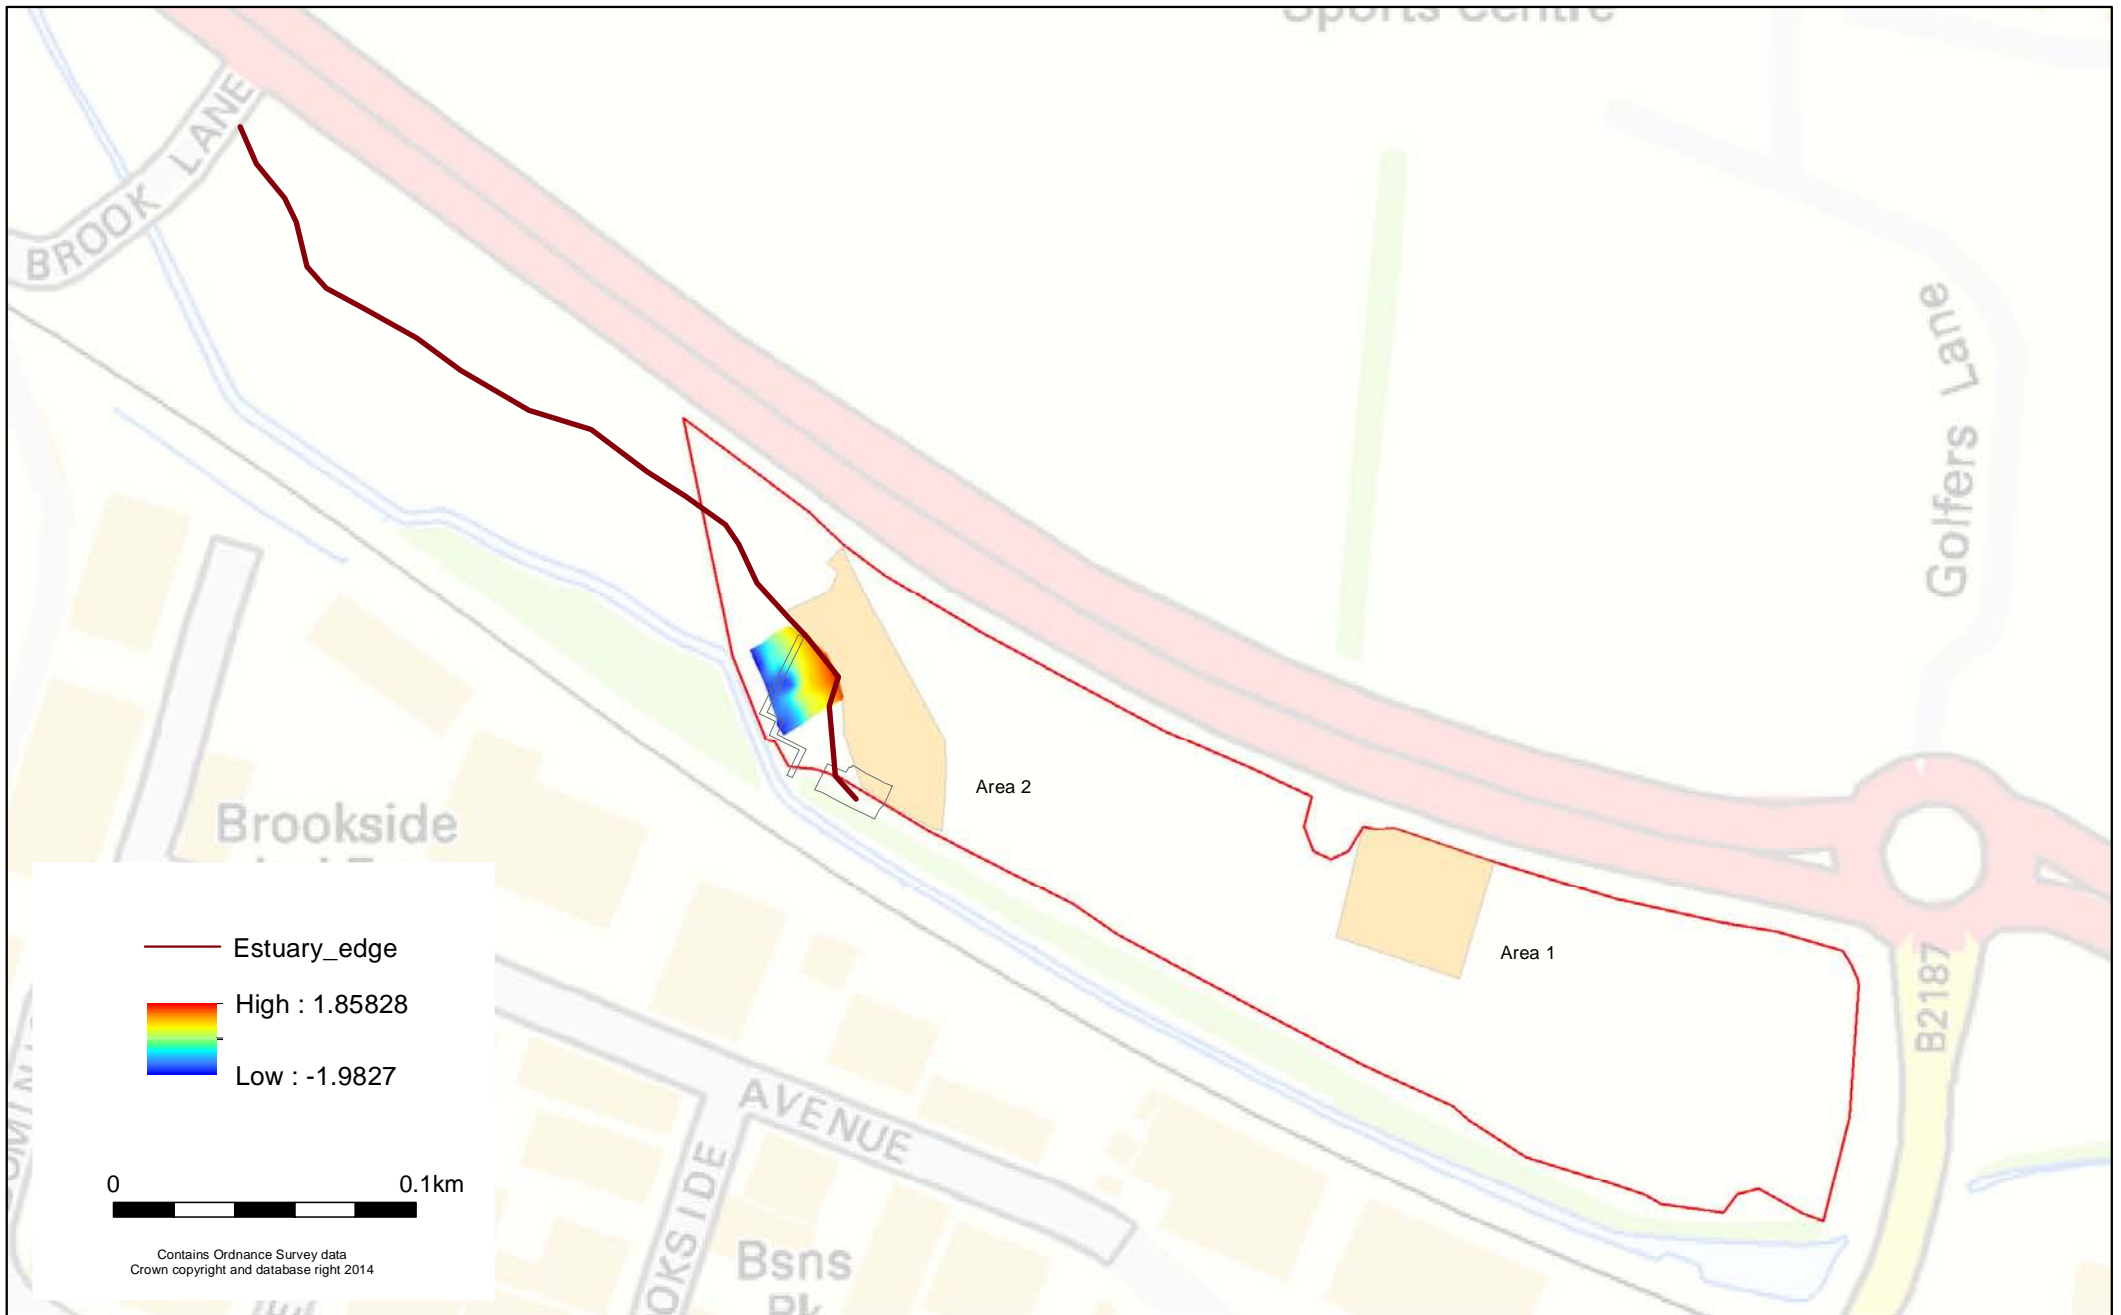 Sports Centre
BROOK LANE
Golfers Lane
Area 2
Area 1
B2187
Brookside
Estuary_edge
High : 1.85828
Low : -1.9827
0 0.1km
Contains Ordnance Survey data
Crown copyright and database right 2014
AVENUE
Bsns
Pk